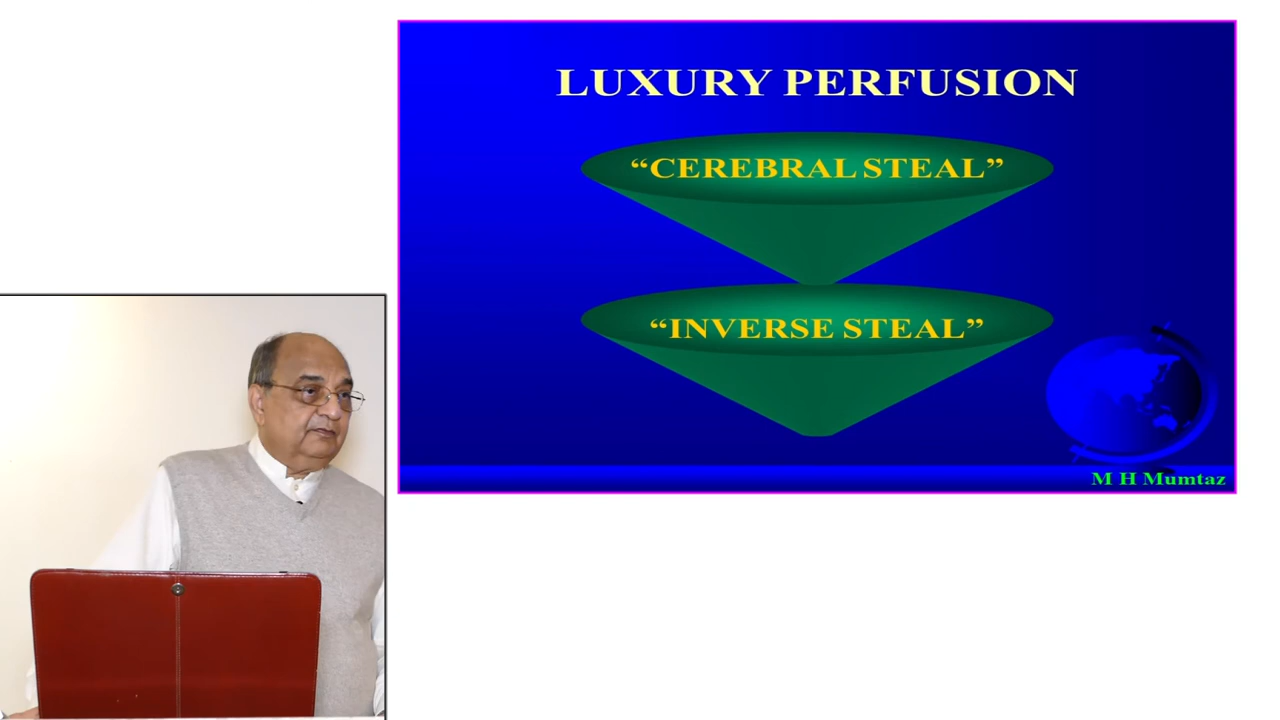 LUXURY PERFUSION
“CEREBRAL STEAL”
“INVERSE STEAL”
M H Mumtaz